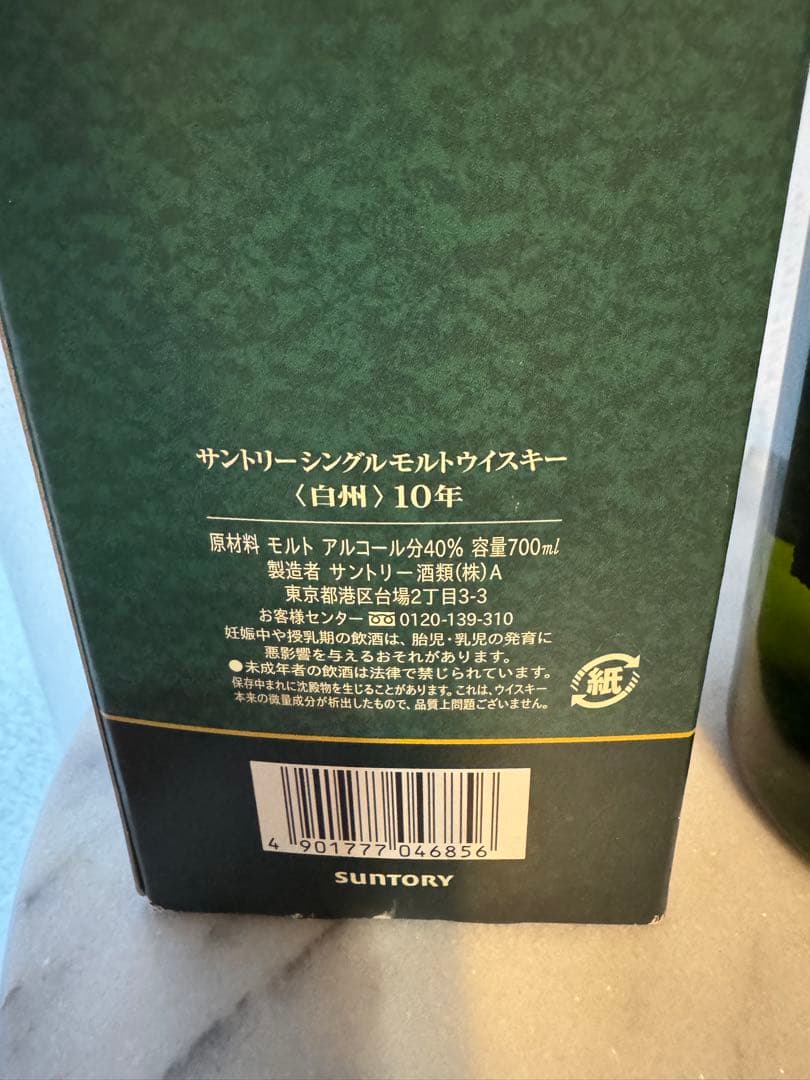 サントリーシングルモルトウイスキー
〈白州〉10年
原材料 モルト アルコール分40% 容量700ml
製造者 サントリー酒類(株)A
東京都港区台場2丁目3-3
お客様センター 0120-139-310
妊娠中や授乳期の飲酒は、胎児・乳児の発育に
悪影響を与えるおそれがあります。
●未成年者の飲酒は法律で禁じられています。
保存中まれに沈殿物を生じることがあります。これは、ウイスキー
本来の微量成分が析出したもので、品質上問題ございません。
紙
4 901777 046856
SUNTORY